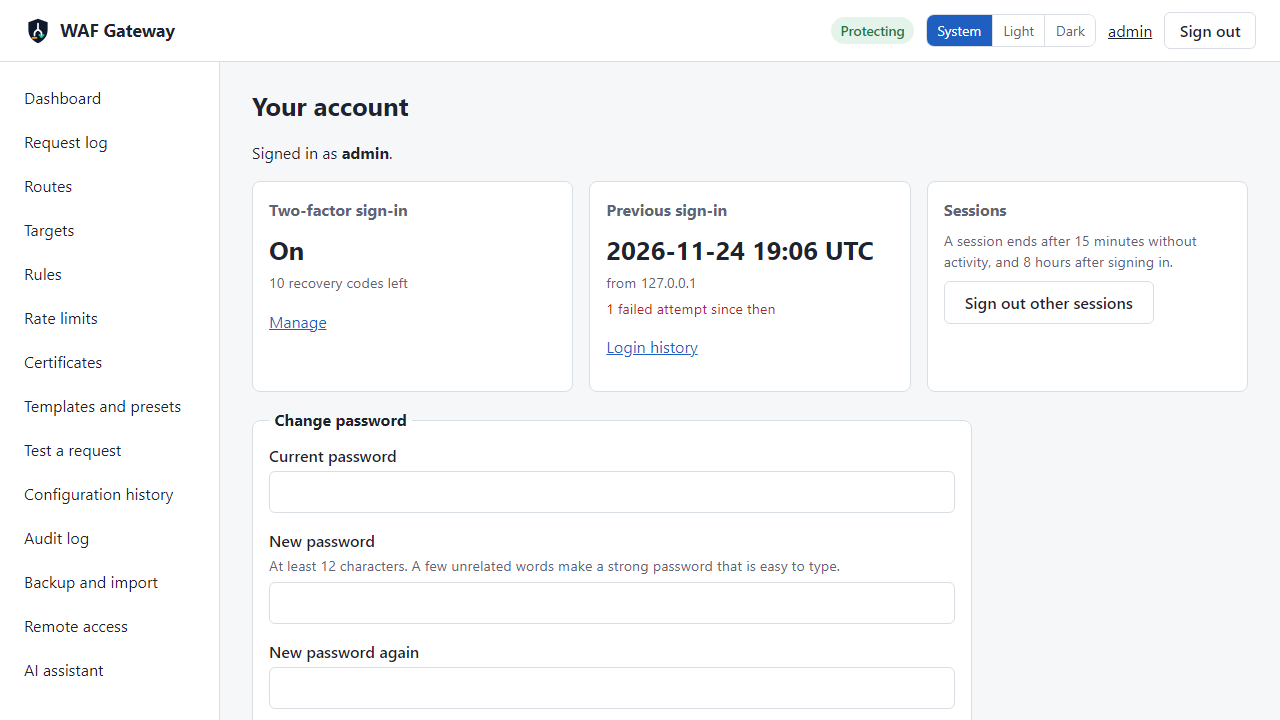 WAF Gateway
Protecting
System
Light
Dark
admin
Sign out
Dashboard
Request log
Routes
Targets
Rules
Rate limits
Certificates
Templates and presets
Test a request
Configuration history
Audit log
Backup and import
Remote access
AI assistant
Your account
Signed in as admin.
Two-factor sign-in
On
10 recovery codes left
Manage
Previous sign-in
2026-11-24 19:06 UTC
from 127.0.0.1
1 failed attempt since then
Login history
Sessions
A session ends after 15 minutes without
activity, and 8 hours after signing in.
Sign out other sessions
Change password
Current password
New password
At least 12 characters. A few unrelated words make a strong password that is easy to type.
New password again